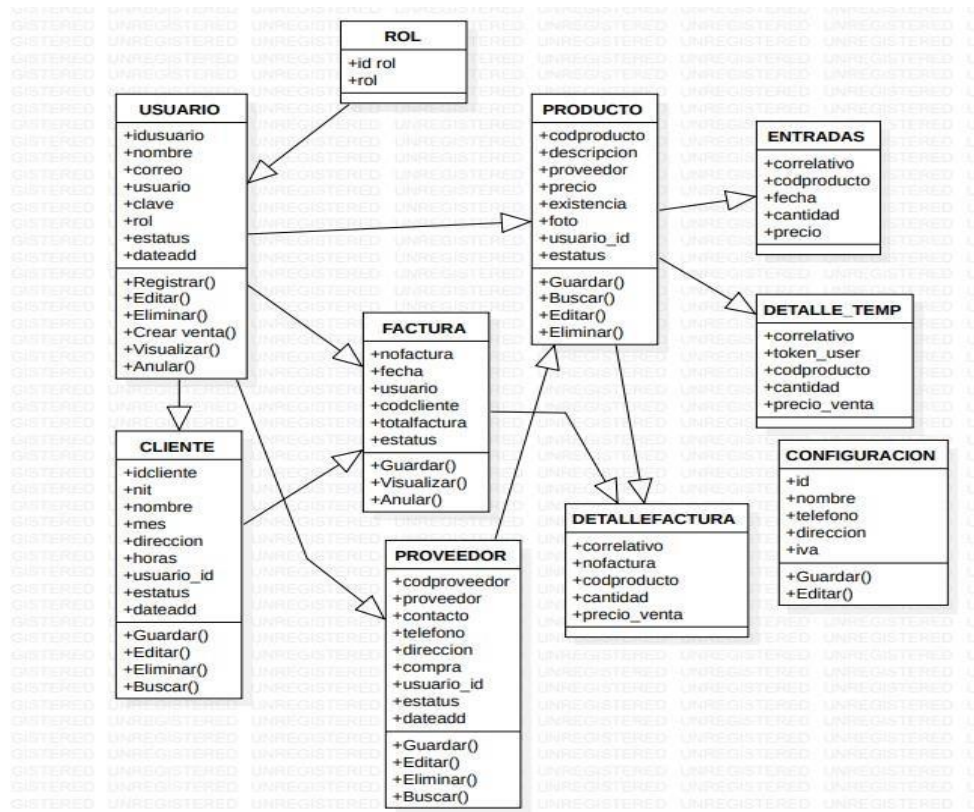 ROL
+id rol
+rol
USUARIO
+idusuario
+nombre
+correo
+usuario
+clave
+rol
+estatus
+dateadd
+Registrar()
+Editar()
+Eliminar()
+Crear venta()
+Visualizar()
+Anular()
PRODUCTO
+codproducto
+descripcion
+proveedor
+precio
+existencia
+foto
+usuario_id
+estatus
+Guardar()
+Buscar()
+Editar()
+Eliminar()
ENTRADAS
+correlativo
+codproducto
+fecha
+cantidad
+precio
DETALLE_TEMP
+correlativo
+token_user
+codproducto
+cantidad
+precio_venta
FACTURA
+nofactura
+fecha
+usuario
+codcliente
+totalfactura
+estatus
+Guardar()
+Visualizar()
+Anular()
CLIENTE
+idcliente
+nit
+nombre
+mes
+direccion
+horas
+usuario_id
+estatus
+dateadd
+Guardar()
+Editar()
+Eliminar()
+Buscar()
CONFIGURACION
+id
+nombre
+telefono
+direccion
+iva
+Guardar()
+Editar()
DETALLEFACTURA
+correlativo
+nofactura
+codproducto
+cantidad
+precio_venta
PROVEEDOR
+codproveedor
+proveedor
+contacto
+telefono
+direccion
+compra
+usuario_id
+estatus
+dateadd
+Guardar()
+Editar()
+Eliminar()
+Buscar()
UNREGISTERED